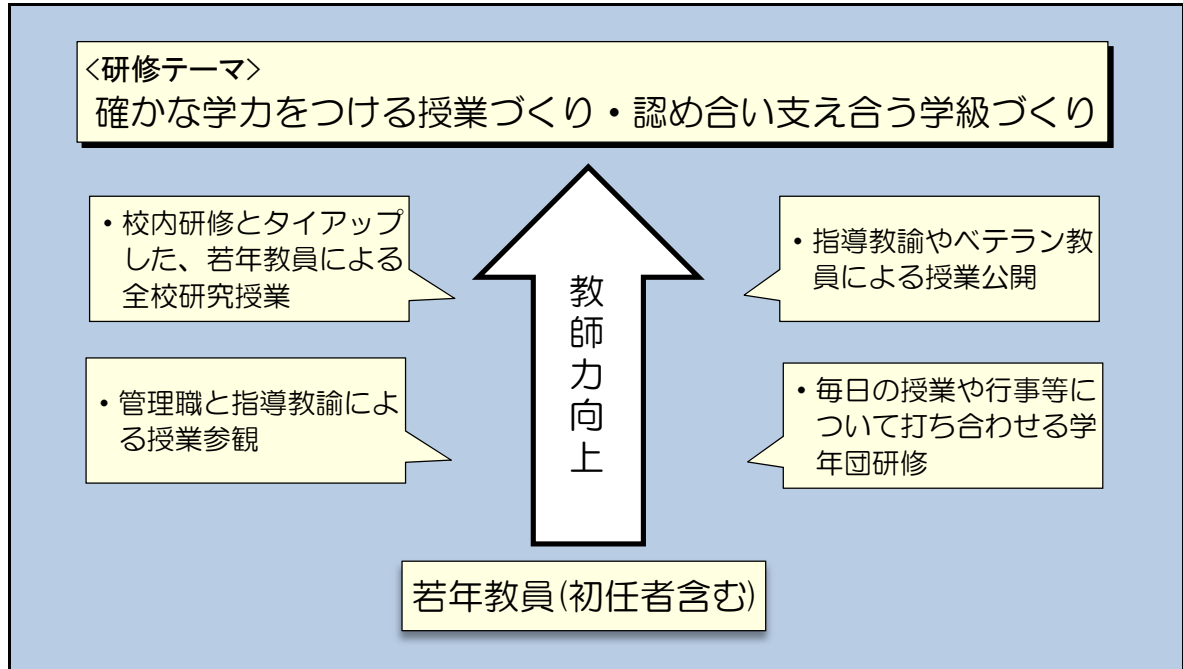 <研修テーマ>
確かな学力をつける授業づくり・認め合い支え合う学級づくり
・校内研修とタイアップ
した、若年教員による
全校研究授業
・指導教諭やベテラン教
員による授業公開
教師力向上
・管理職と指導教諭によ
る授業参観
・毎日の授業や行事等に
ついて打ち合わせる学
年団研修
若年教員(初任者含む)